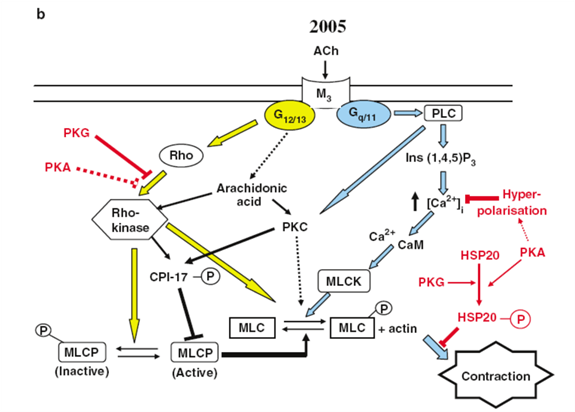 b
2005
ACh
M3
G12/13
Gq/11
PLC
PKG
PKA
Rho
Ins (1,4,5)P3
Arachidonic
acid
[Ca2+]i
Hyper-
polarisation
Rho-
kinase
PKC
Ca2+
CaM
HSP20
PKA
CPI-17
P
MLCK
PKG
P
HSP20
P
P
MLC
MLC
+ actin
MLCP
(Inactive)
MLCP
(Active)
Contraction